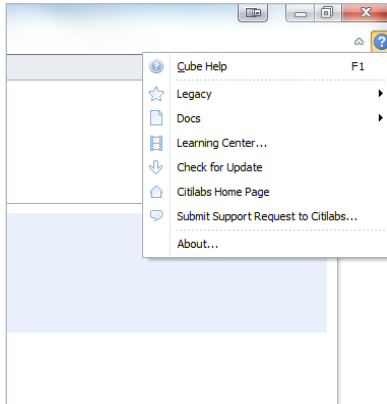 Cube Help F1
Legacy
Docs
Learning Center...
Check for Update
Citilabs Home Page
Submit Support Request to Citilabs...
About...